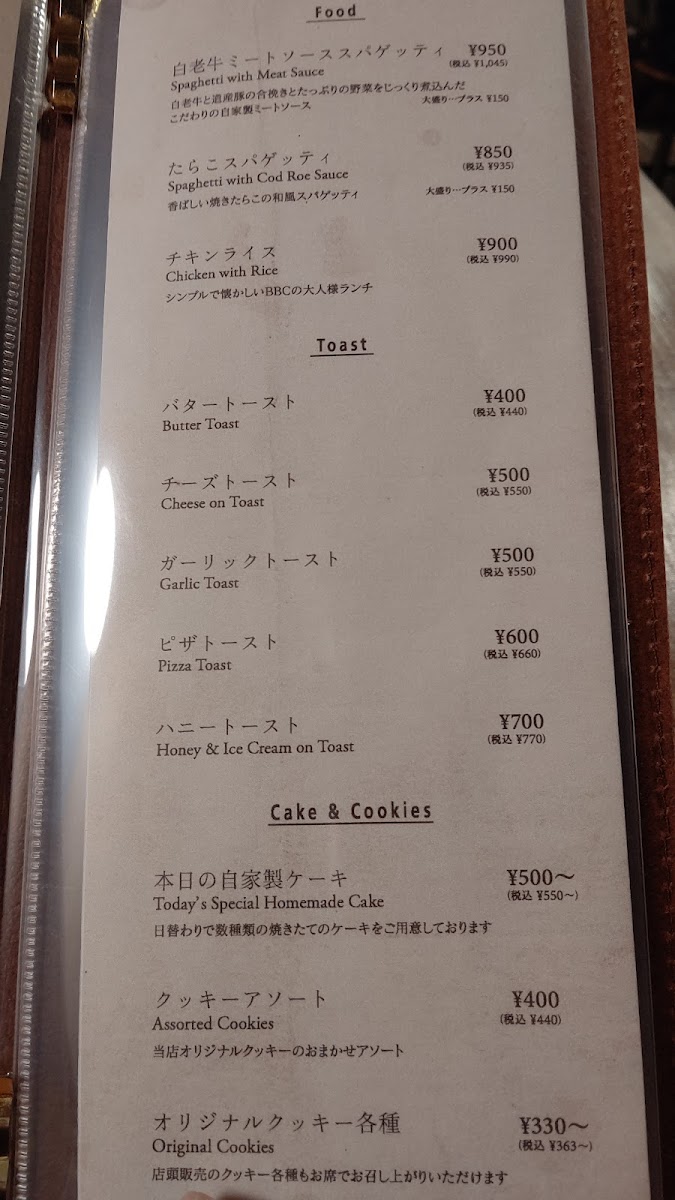 Food
白老牛ミートソーススパゲッティ ¥950
Spaghetti with Meat Sauce (税込 ¥1,045)
白老牛と道産豚の合挽きとたっぷりの野菜をじっくり煮込んだ 大盛り…プラス ¥150
こだわりの自家製ミートソース
たらこスパゲッティ ¥850
Spaghetti with Cod Roe Sauce (税込 ¥935)
香ばしい焼きたらこの和風スパゲッティ 大盛り…プラス ¥150
チキンライス ¥900
Chicken with Rice (税込 ¥990)
シンプルで懐かしいBBCの大人様ランチ
Toast
バタートースト ¥400
Butter Toast (税込 ¥440)
チーズトースト ¥500
Cheese on Toast (税込 ¥550)
ガーリックトースト ¥500
Garlic Toast (税込 ¥550)
ピザトースト ¥600
Pizza Toast (税込 ¥660)
ハニートースト ¥700
Honey & Ice Cream on Toast (税込 ¥770)
Cake & Cookies
本日の自家製ケーキ ¥500〜
Today's Special Homemade Cake (税込 ¥550〜)
日替わりで数種類の焼きたてのケーキをご用意しております
クッキーアソート ¥400
Assorted Cookies (税込 ¥440)
当店オリジナルクッキーのおまかせアソート
オリジナルクッキー各種 ¥330〜
Original Cookies (税込 ¥363〜)
店頭販売のクッキー各種もお席でお召し上がりいただけます